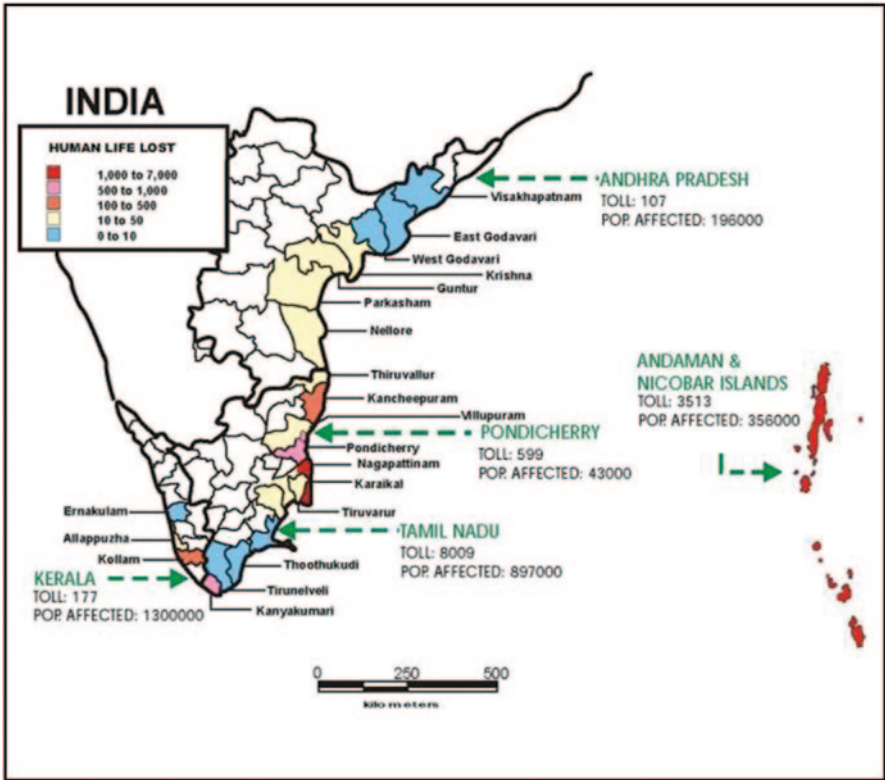 INDIA
HUMAN LIFE LOST
1,000 to 7,000
500 to 1,000
100 to 500
10 to 50
0 to 10
ANDHRA PRADESH
TOLL: 107
POP. AFFECTED: 196000
Visakhapatnam
East Godavari
West Godavari
Krishna
Guntur
Parkasham
Nellore
Thiruvallur
Kancheepuram
Villupuram
PONDICHERRY
TOLL: 599
POP. AFFECTED: 43000
Pondicherry
Nagapattinam
Karaikal
Tiruvarur
ANDAMAN &
NICOBAR ISLANDS
TOLL: 3513
POP. AFFECTED: 356000
TAMIL NADU
TOLL: 8009
POP. AFFECTED: 897000
Ernakulam
Allappuzha
Kollam
KERALA
TOLL: 177
POP. AFFECTED: 1300000
Thoothukudi
Tirunelveli
Kanyakumari
0 250 500
kilo meters